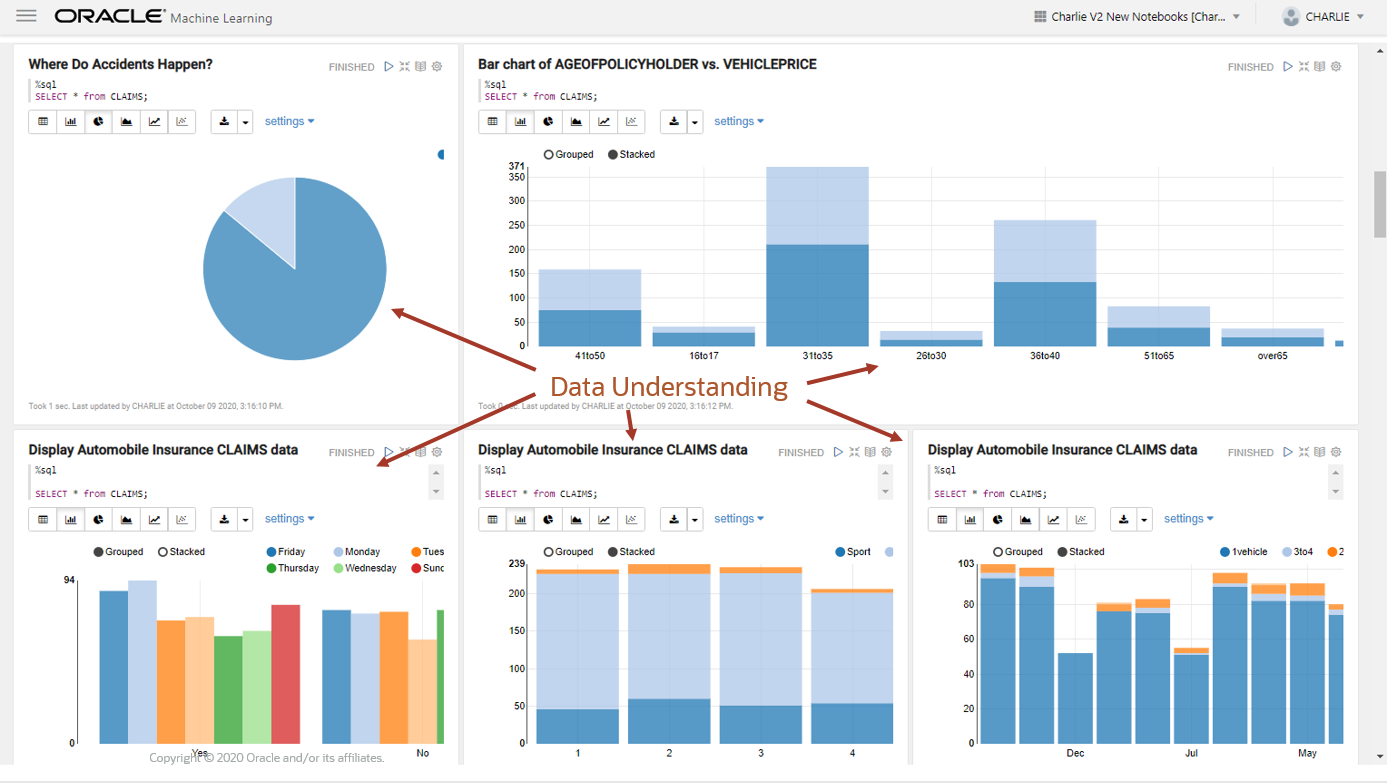 ORACLE® Machine Learning
Charlie V2 New Notebooks [Char...
CHARLIE
Where Do Accidents Happen?
FINISHED
%sql
SELECT * from CLAIMS;
settings
Took 1 sec. Last updated by CHARLIE at October 09 2020, 3:16:10 PM.
Bar chart of AGEOFPOLICYHOLDER vs. VEHICLEPRICE
FINISHED
%sql
SELECT * from CLAIMS;
settings
Grouped Stacked
371
350
300
250
200
150
100
50
0
41to50 16to17 31to35 26to30 36to40 51to65 over65
Data Understanding
Took 0 sec. Last updated by CHARLIE at October 09 2020, 3:16:12 PM.
Display Automobile Insurance CLAIMS data
FINISHED
%sql
SELECT * from CLAIMS;
settings
Grouped Stacked
Friday Monday Tues
Thursday Wednesday Sunc
94
0
Yes No
Display Automobile Insurance CLAIMS data
FINISHED
%sql
SELECT * from CLAIMS;
settings
Grouped Stacked
Sport
239
200
150
100
50
0
1 2 3 4
Display Automobile Insurance CLAIMS data
FINISHED
%sql
SELECT * from CLAIMS;
settings
Grouped Stacked
1vehicle 3to4 2
103
80
60
40
20
0
Dec Jul May
Copyright © 2020 Oracle and/or its affiliates.